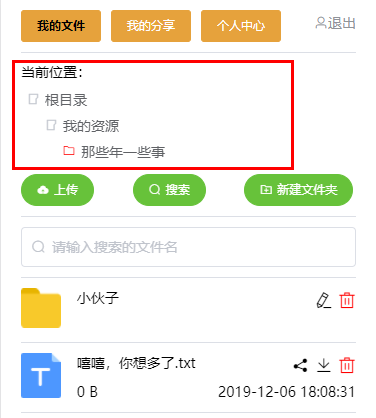 我的文件 我的分享 个人中心 退出
当前位置：
根目录
我的资源
那些年一些事
上传 搜索 新建文件夹
请输入搜索的文件名
小伙子
嘻嘻，你想多了.txt
0 B 2019-12-06 18:08:31